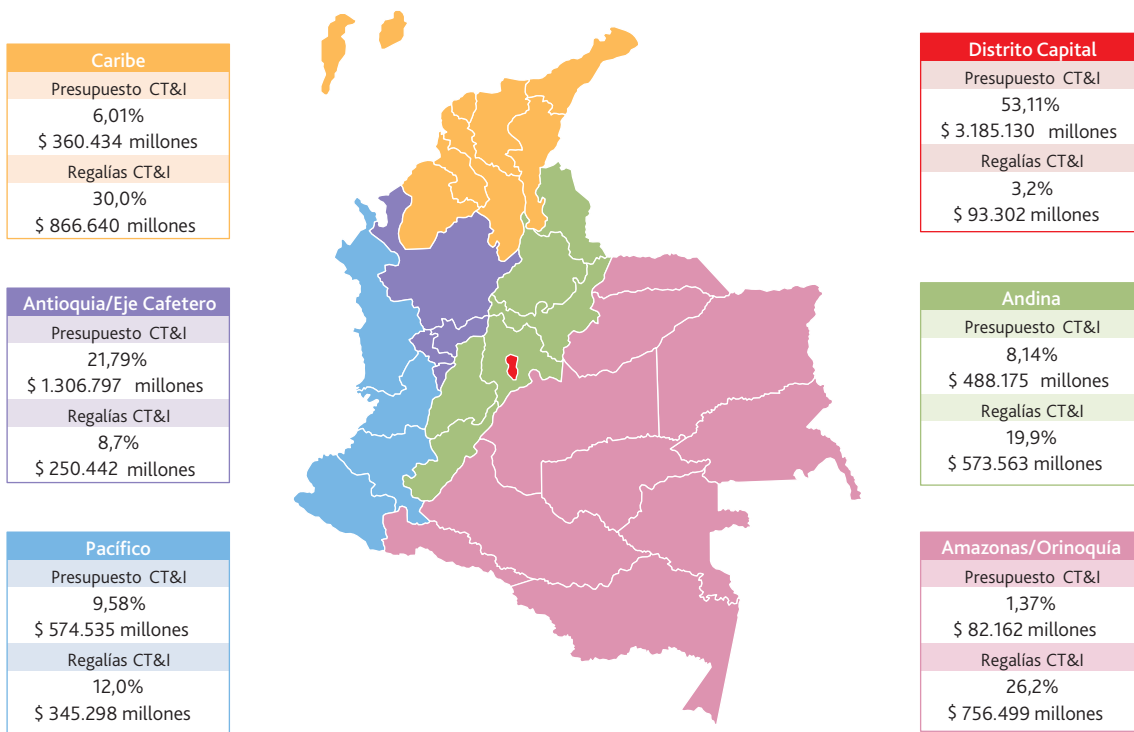 Caribe
Presupuesto CT&I
6,01%
$ 360.434 millones
Regalías CT&I
30,0%
$ 866.640 millones
Antioquia/Eje Cafetero
Presupuesto CT&I
21,79%
$ 1.306.797 millones
Regalías CT&I
8,7%
$ 250.442 millones
Pacífico
Presupuesto CT&I
9,58%
$ 574.535 millones
Regalías CT&I
12,0%
$ 345.298 millones
Distrito Capital
Presupuesto CT&I
53,11%
$ 3.185.130 millones
Regalías CT&I
3,2%
$ 93.302 millones
Andina
Presupuesto CT&I
8,14%
$ 488.175 millones
Regalías CT&I
19,9%
$ 573.563 millones
Amazonas/Orinoquía
Presupuesto CT&I
1,37%
$ 82.162 millones
Regalías CT&I
26,2%
$ 756.499 millones